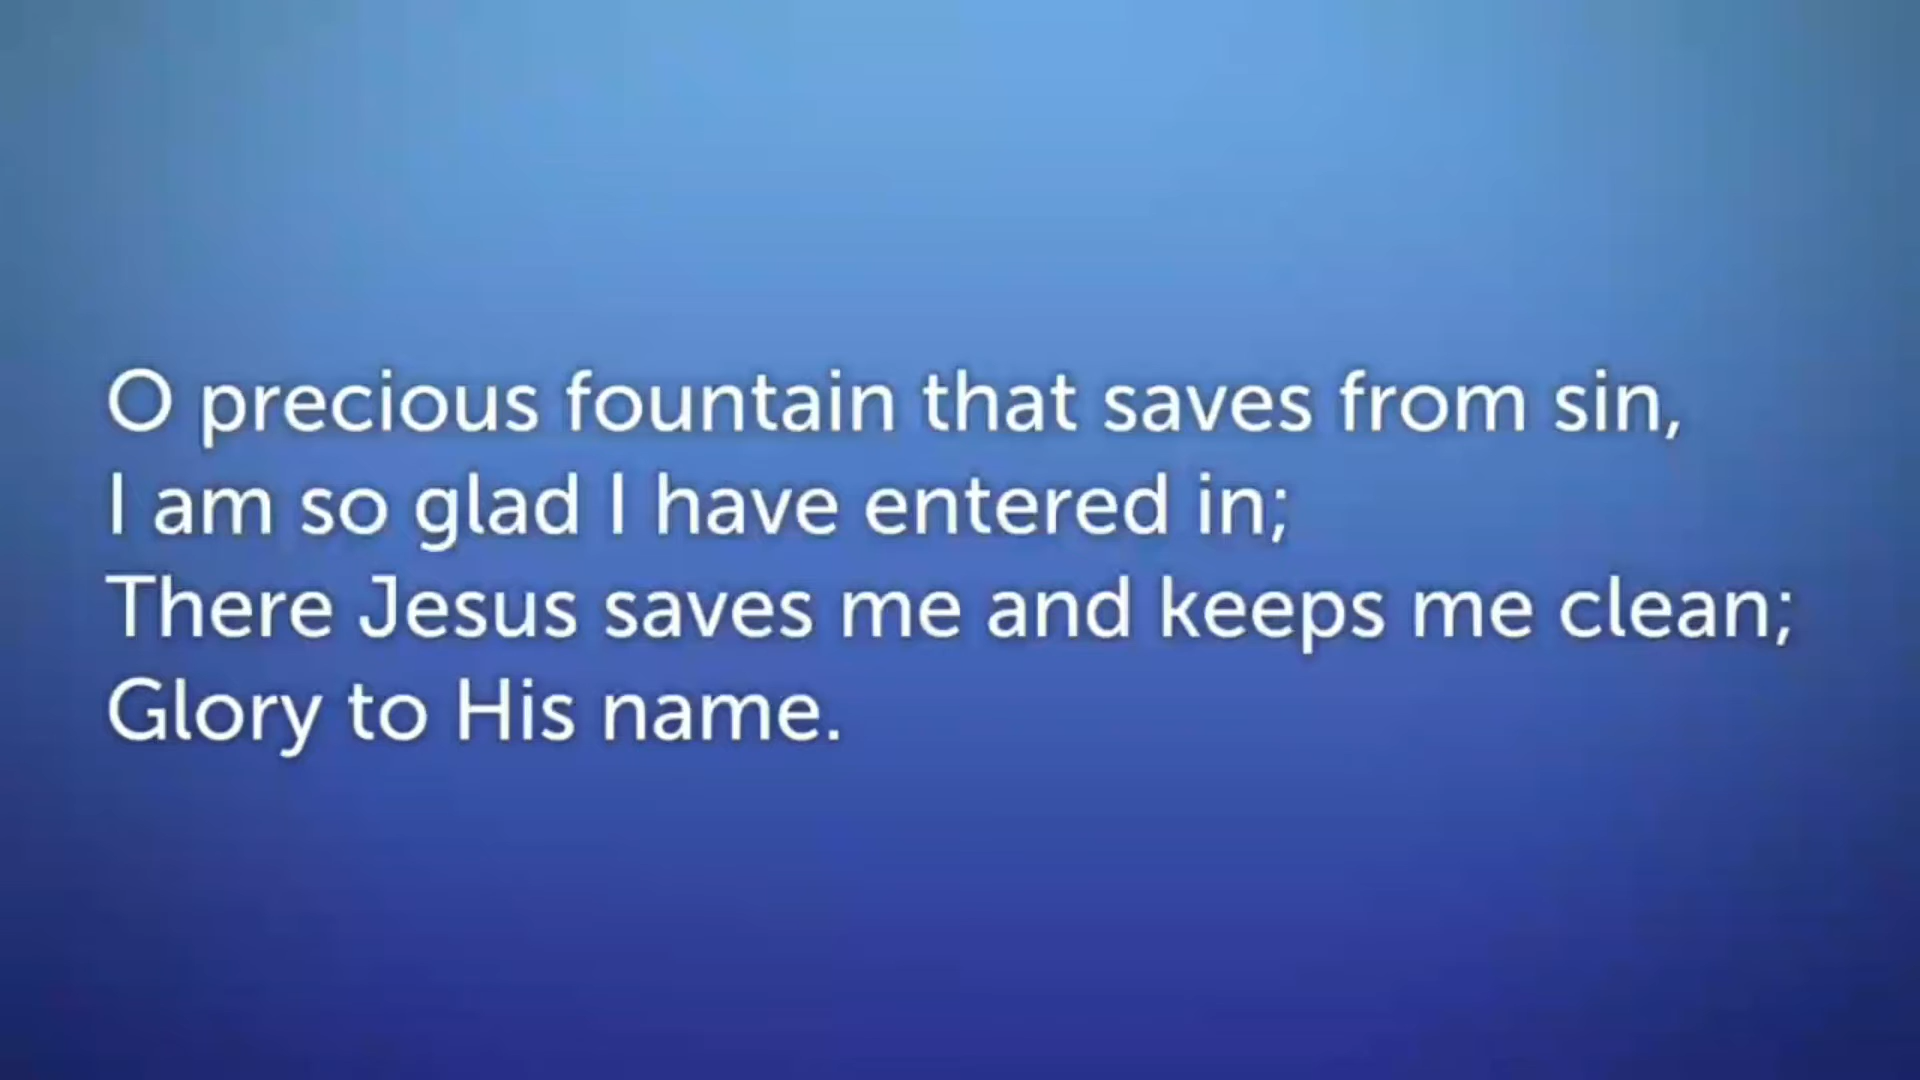 O precious fountain that saves from sin,
I am so glad I have entered in;
There Jesus saves me and keeps me clean;
Glory to His name.